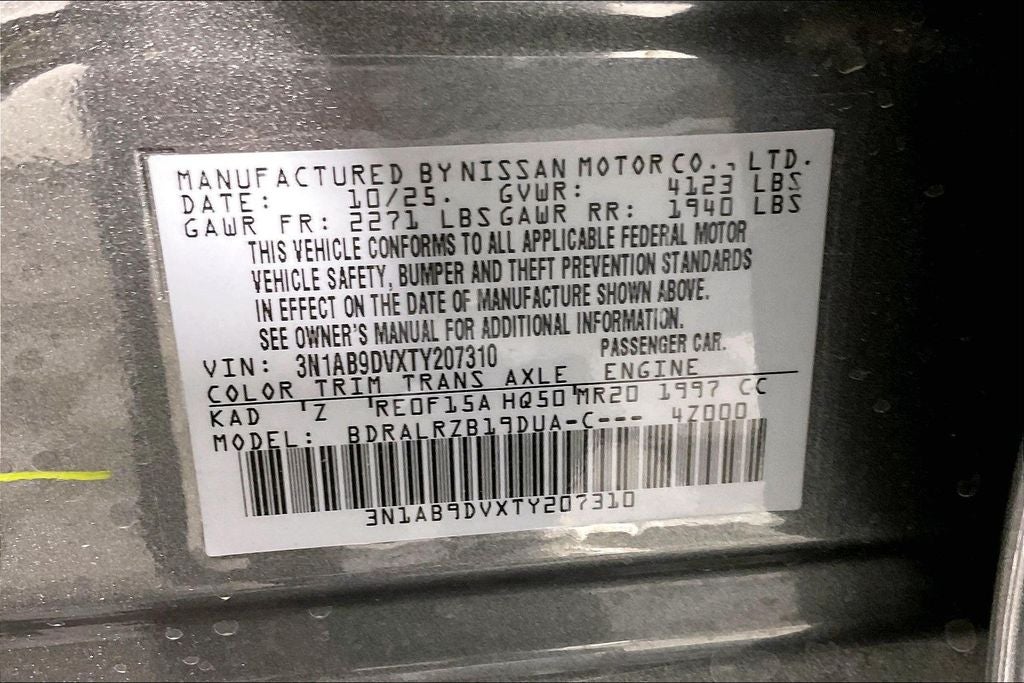 MANUFACTURED BY NISSAN MOTOR CO., LTD.
DATE: 10/25. GVWR: 4123 LBS
GAWR FR: 2271 LBS GAWR RR: 1940 LBS
THIS VEHICLE CONFORMS TO ALL APPLICABLE FEDERAL MOTOR
VEHICLE SAFETY, BUMPER AND THEFT PREVENTION STANDARDS
IN EFFECT ON THE DATE OF MANUFACTURE SHOWN ABOVE.
SEE OWNER'S MANUAL FOR ADDITIONAL INFORMATION.
VIN: 3N1AB9DVXTY207310 PASSENGER CAR.
COLOR TRIM TRANS AXLE ENGINE
KAD Z RE0F15A HQ50 MR20 1997 CC
MODEL: BDRALRZB19DUA-C--- 4Z000
3N1AB9DVXTY207310